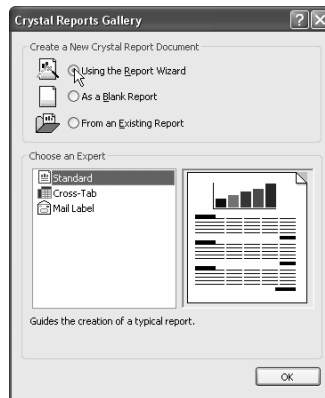 Crystal Reports Gallery
Create a New Crystal Report Document
Using the Report Wizard
As a Blank Report
From an Existing Report
Choose an Expert
Standard
Cross-Tab
Mail Label
Guides the creation of a typical report.
OK